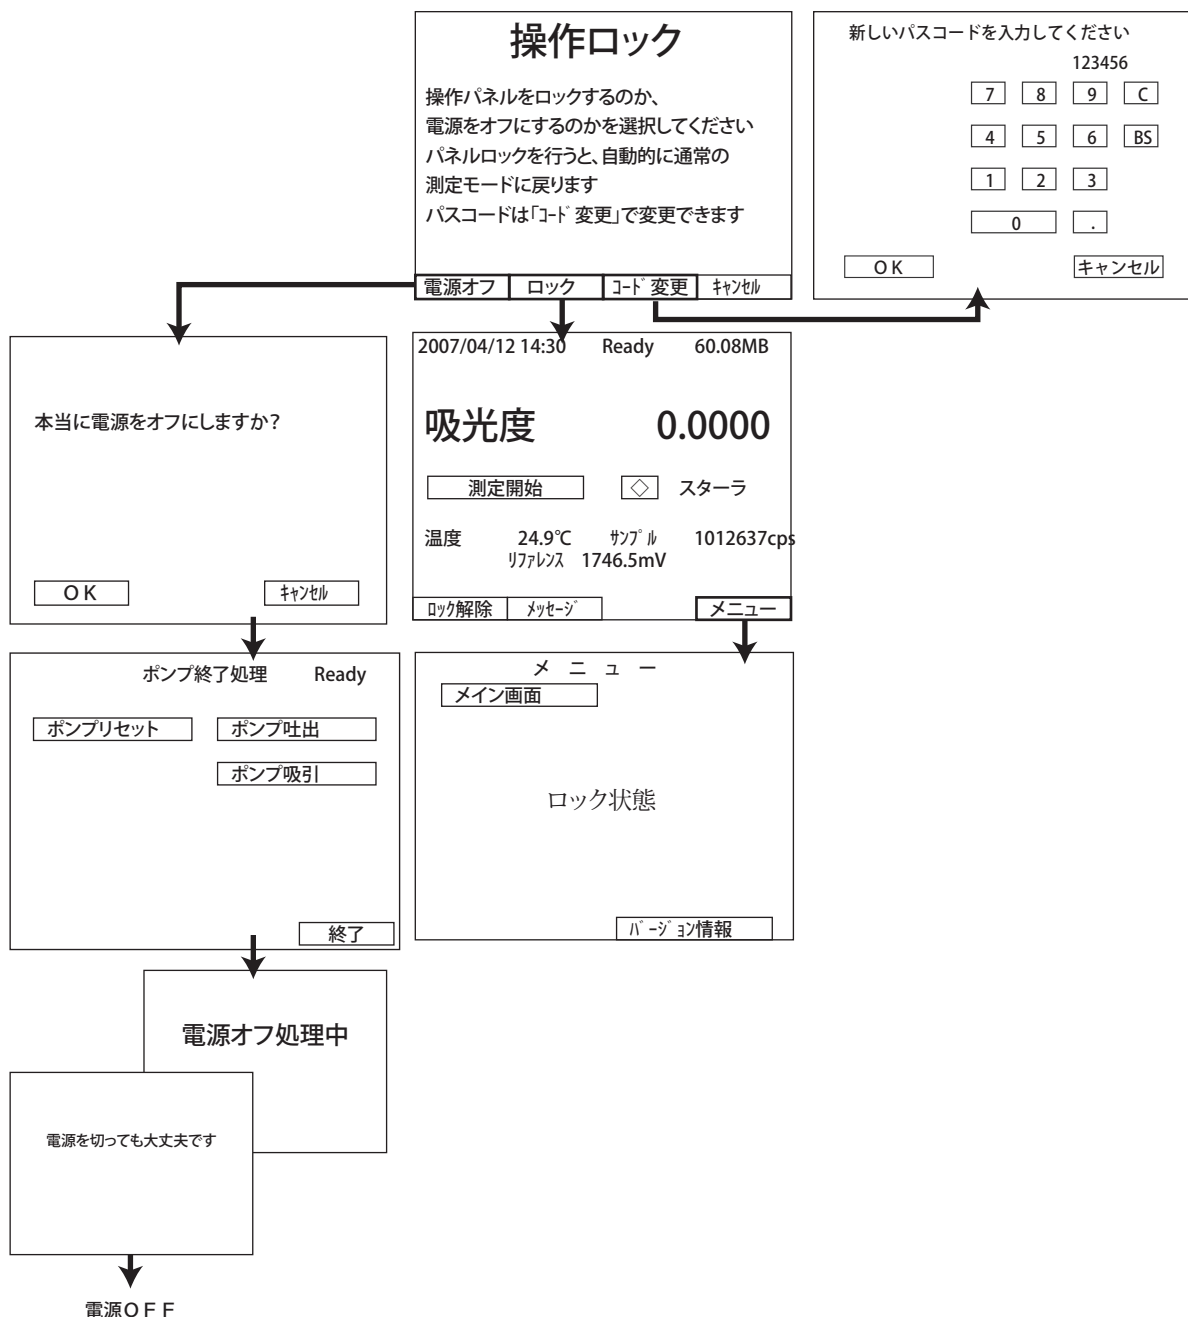 操作ロック
操作パネルをロックするのか、
電源をオフにするのかを選択してください
パネルロックを行うと、自動的に通常の
測定モードに戻ります
パスコードは「ｺｰﾄﾞ変更」で変更できます
電源オフ ロック ｺｰﾄﾞ変更 ｷｬﾝｾﾙ
新しいパスコードを入力してください
123456
7 8 9 C
4 5 6 BS
1 2 3
0 .
ＯＫ キャンセル
本当に電源をオフにしますか？
ＯＫ ｷｬﾝｾﾙ
2007/04/12 14:30 Ready 60.08MB
吸光度 0.0000
測定開始 ◇ スターラ
温度 24.9℃ ｻﾝﾌﾟﾙ 1012637cps
ﾘﾌｧﾚﾝｽ 1746.5mV
ﾛｯｸ解除 ﾒｯｾｰｼﾞ メニュー
ポンプ終了処理 Ready
ポンプリセット ポンプ吐出
ポンプ吸引
終了
メニュー
メイン画面
ロック状態
ﾊﾞｰｼﾞｮﾝ情報
電源オフ処理中
電源を切っても大丈夫です
電源ＯＦＦ